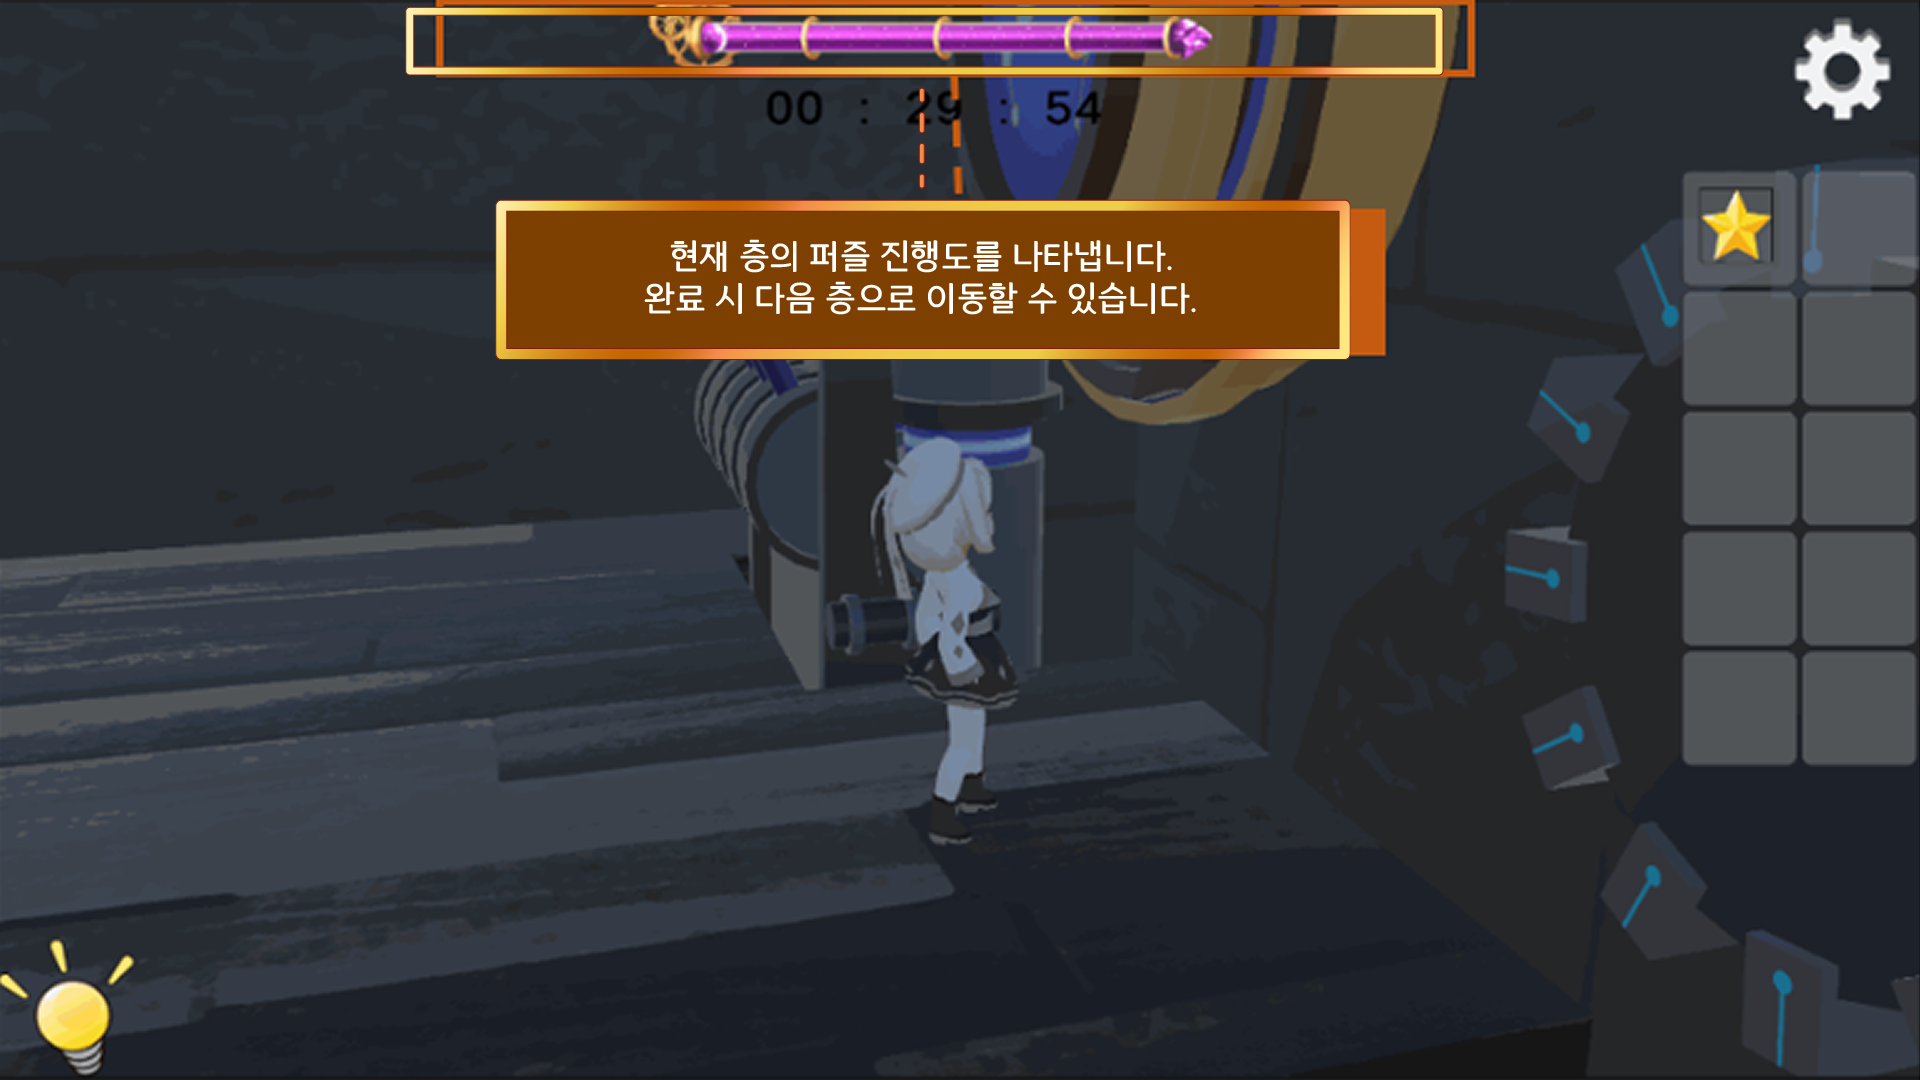 00 : 29 : 54
현재 층의 퍼즐 진행도를 나타냅니다.
완료 시 다음 층으로 이동할 수 있습니다.